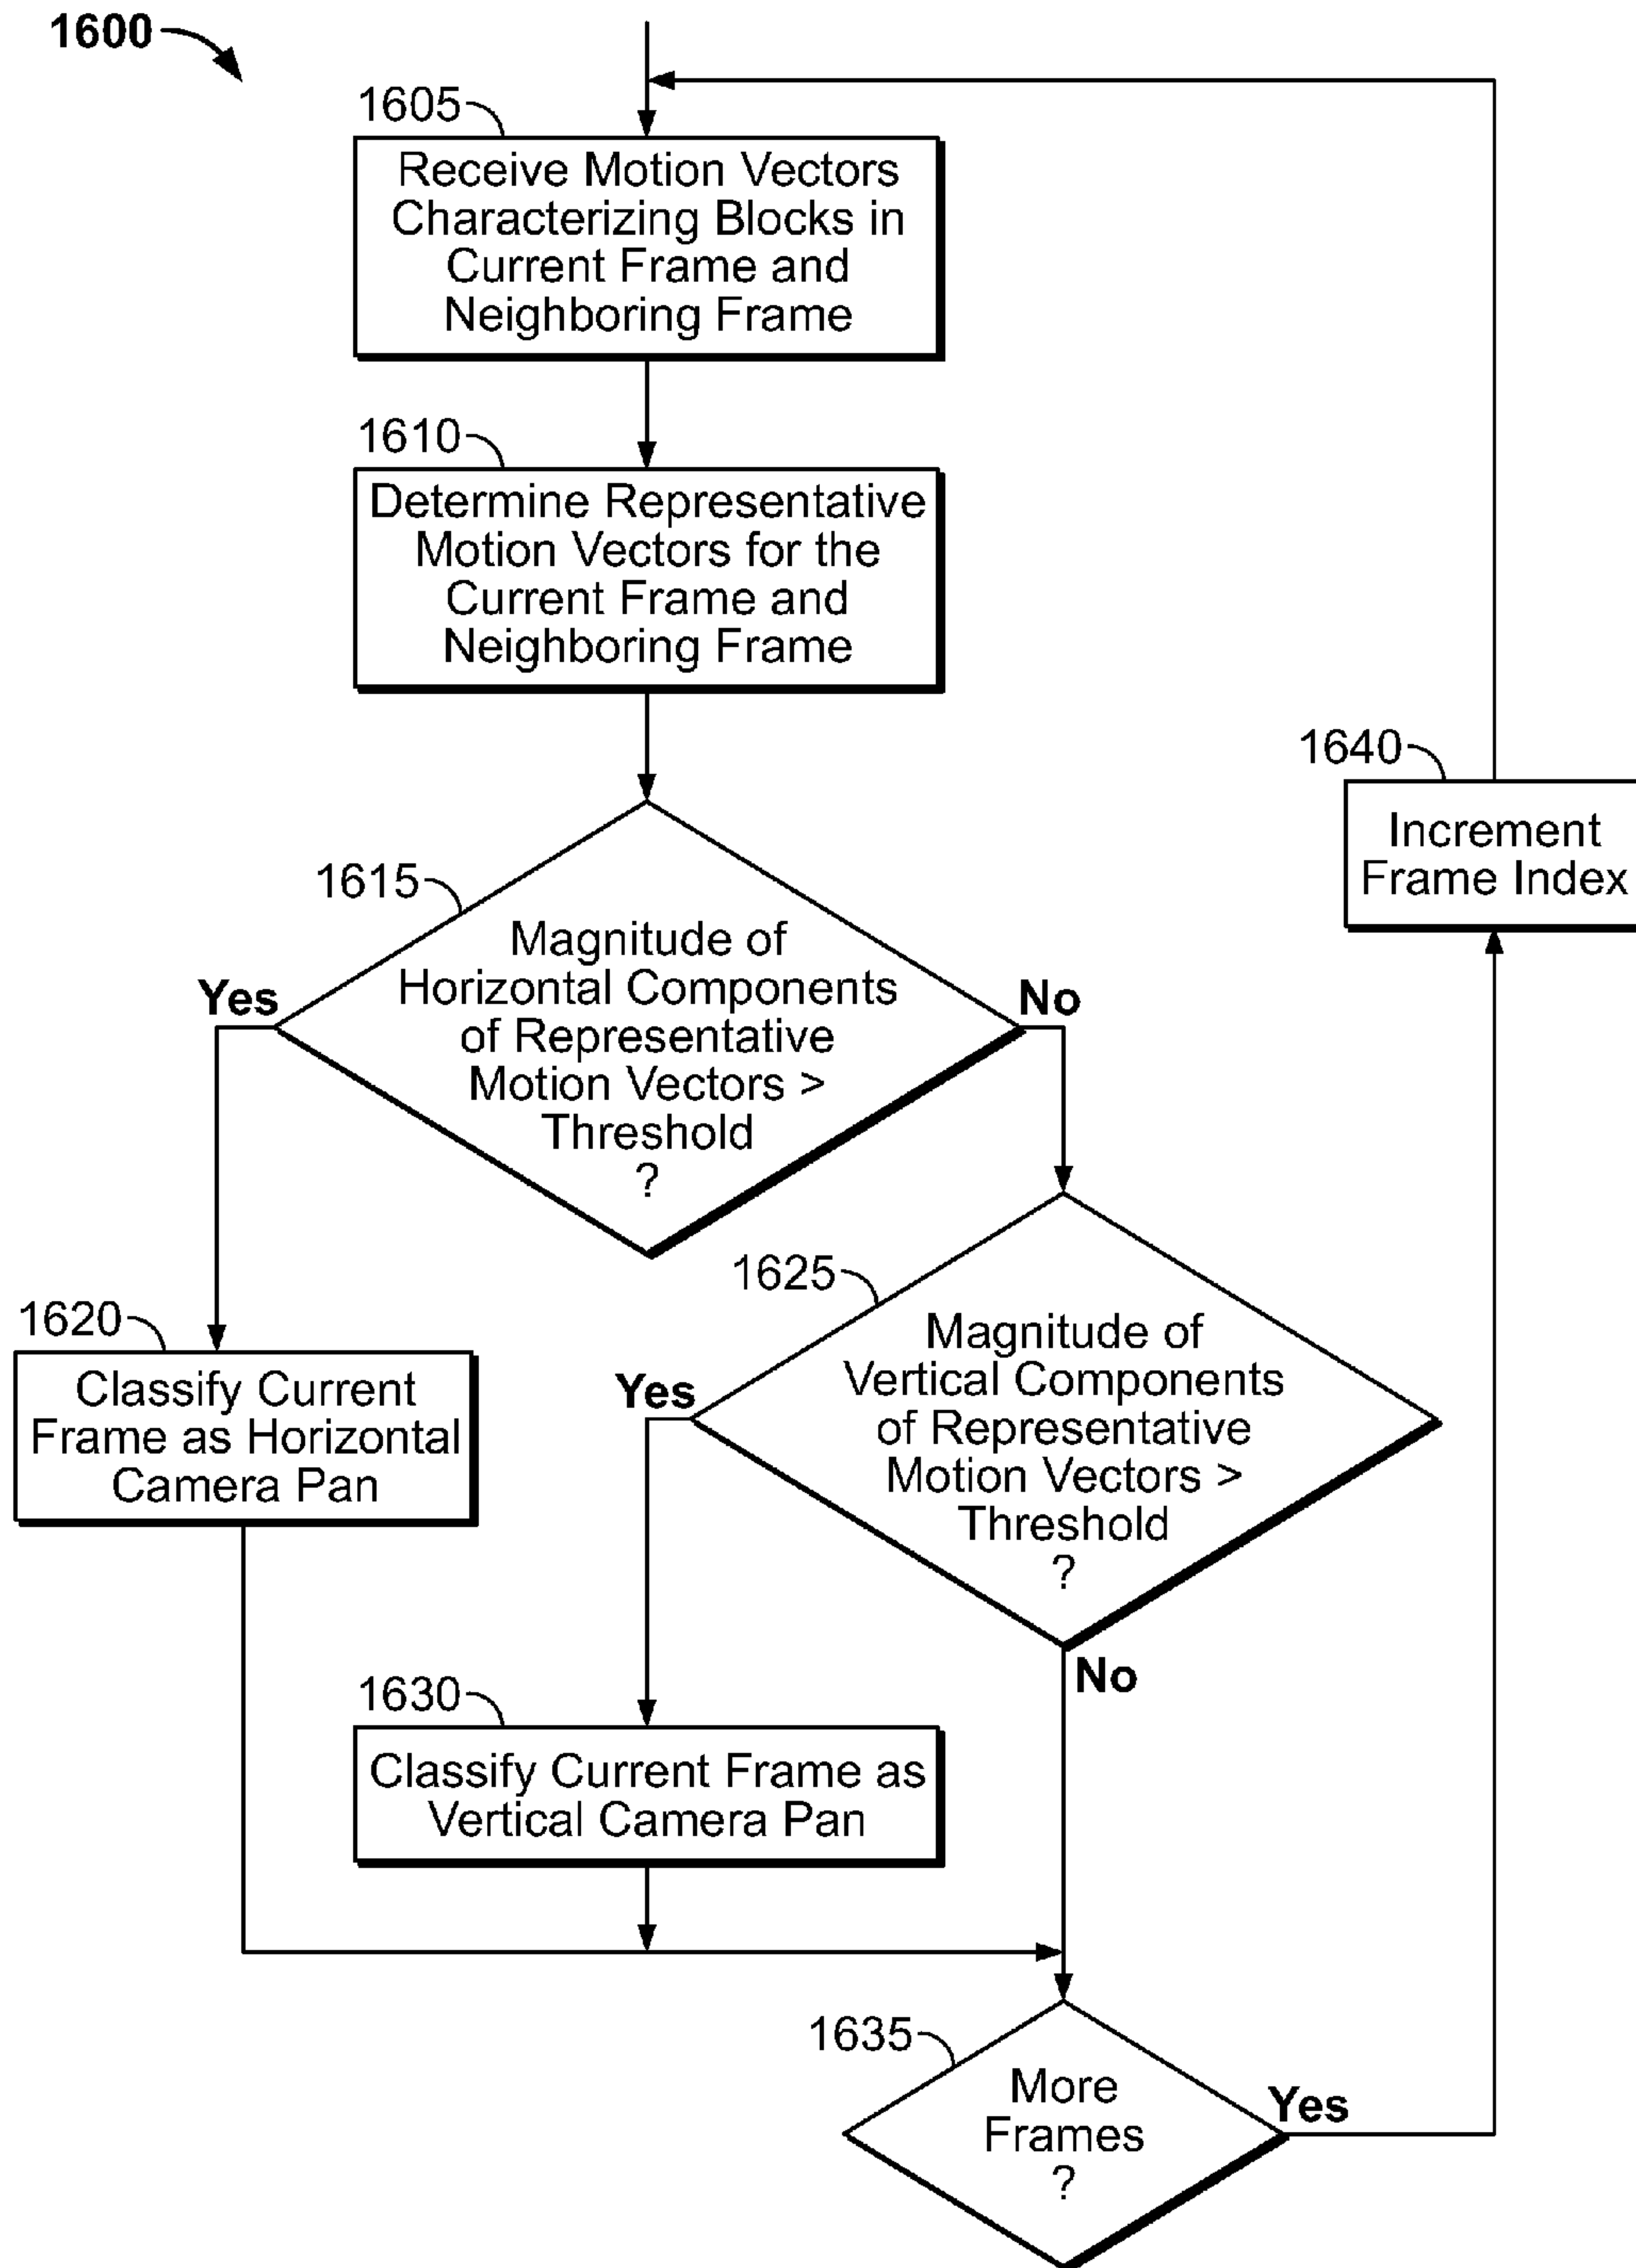 1600
1605
Receive Motion Vectors
Characterizing Blocks in
Current Frame and
Neighboring Frame
1610
Determine Representative
Motion Vectors for the
Current Frame and
Neighboring Frame
1640
Increment
Frame Index
1615
Magnitude of
Horizontal Components
of Representative
Motion Vectors >
Threshold
?
Yes
No
1625
Magnitude of
Vertical Components
of Representative
Motion Vectors >
Threshold
?
1620
Classify Current
Frame as Horizontal
Camera Pan
Yes
No
1630
Classify Current Frame as
Vertical Camera Pan
1635
More
Frames
?
Yes